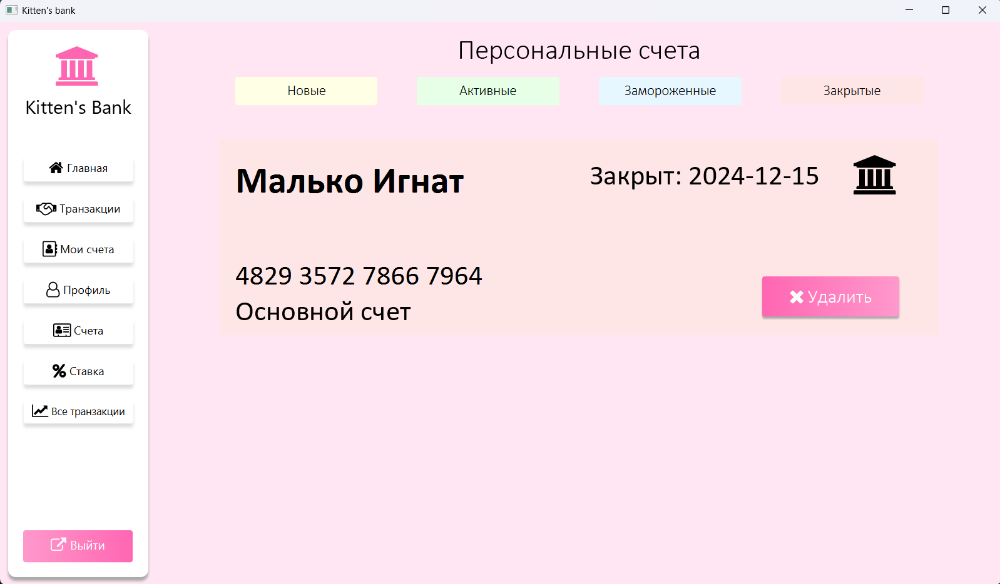 Kitten's bank
Kitten's Bank
Главная
Транзакции
Мои счета
Профиль
Счета
Ставка
Все транзакции
Выйти
Персональные счета
Новые
Активные
Замороженные
Закрытые
Малько Игнат
Закрыт: 2024-12-15
4829 3572 7866 7964
Основной счет
Удалить